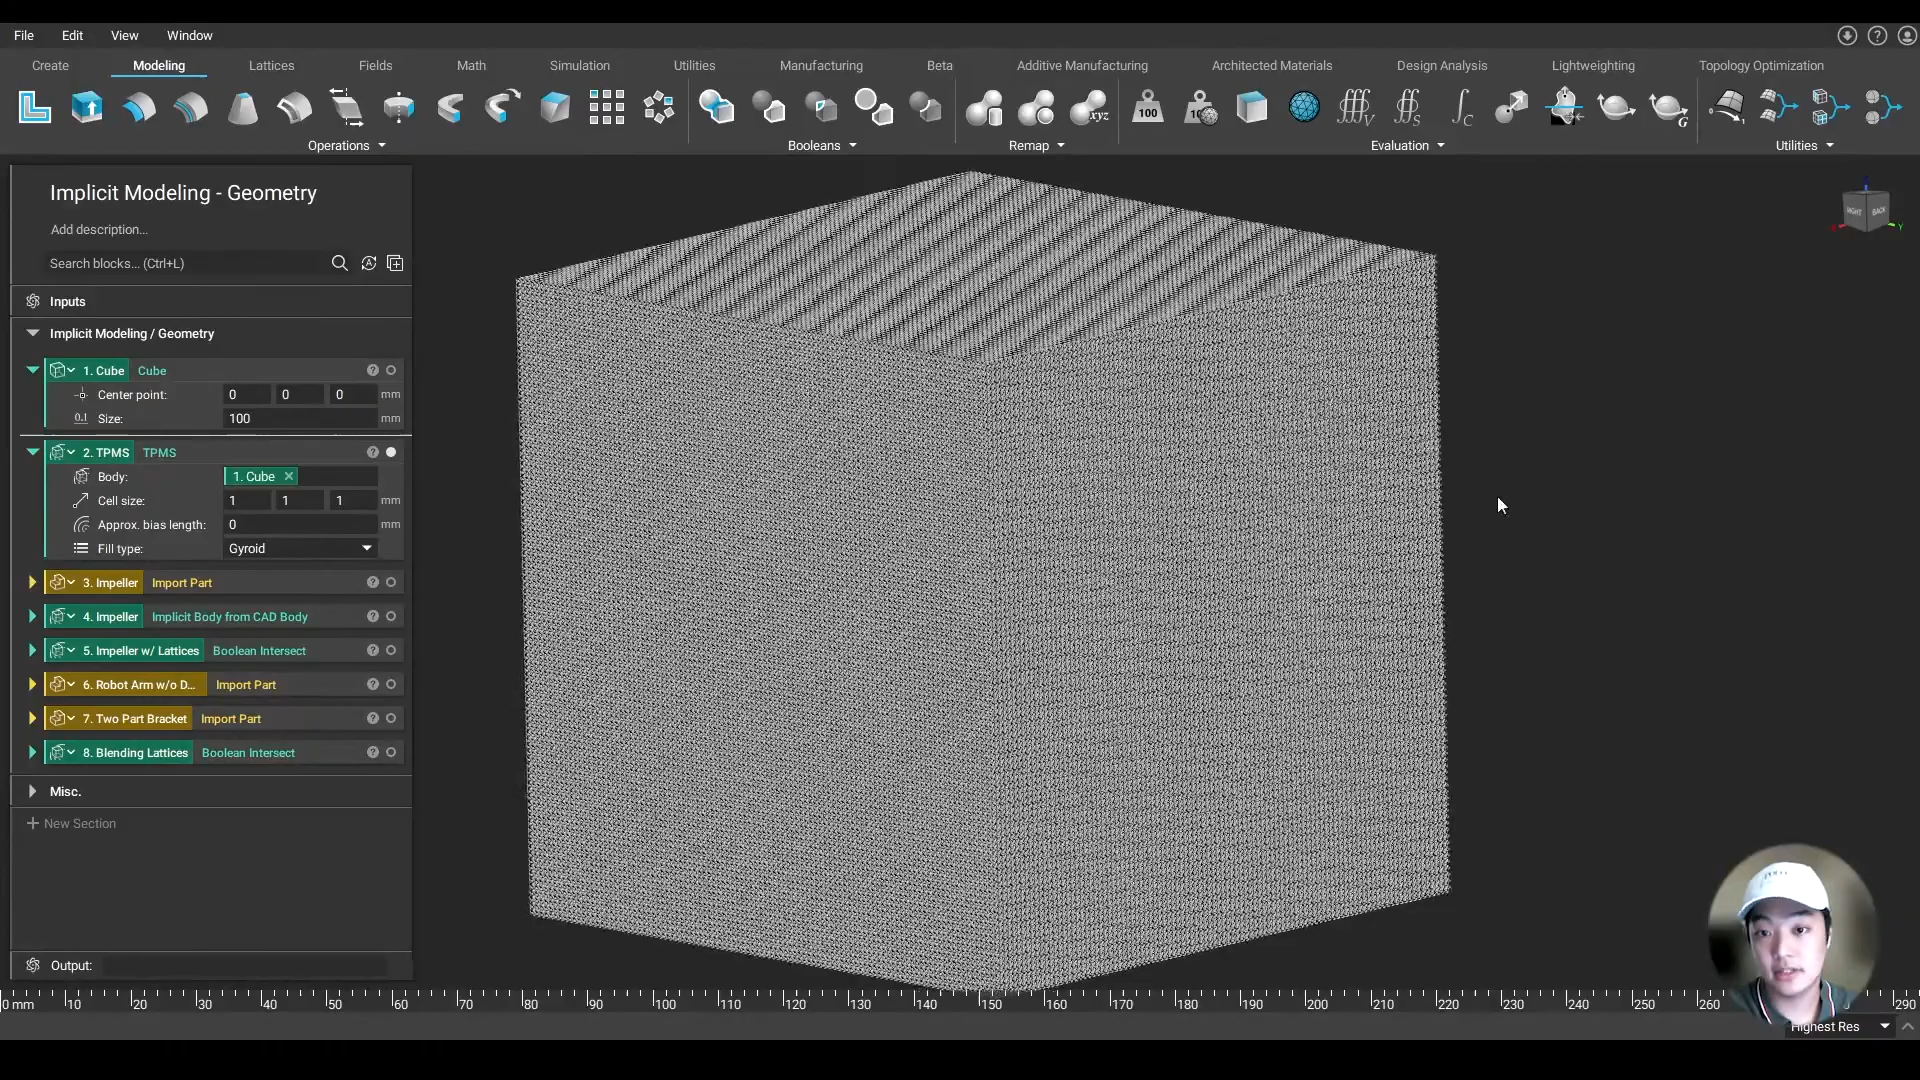 File Edit View Window
Create Modeling Lattices Fields Math Simulation Utilities Manufacturing Beta Additive Manufacturing Architected Materials Design Analysis Lightweighting Topology Optimization
100
xyz
V S C G
Operations Booleans Remap Evaluation Utilities
Implicit Modeling - Geometry
Add description...
Search blocks... (Ctrl+L)
Inputs
Implicit Modeling / Geometry
1. Cube Cube
Center point: 0 0 0 mm
Size: 100 mm
2. TPMS TPMS
Body: 1. Cube
Cell size: 1 1 1 mm
Approx. bias length: 0 mm
Fill type: Gyroid
3. Impeller Import Part
4. Impeller Implicit Body from CAD Body
5. Impeller w/ Lattices Boolean Intersect
6. Robot Arm w/o D... Import Part
7. Two Part Bracket Import Part
8. Blending Lattices Boolean Intersect
Misc.
New Section
Output:
RIGHT BACK
0 mm 10 20 30 40 50 60 70 80 90 100 110 120 130 140 150 160 170 180 190 200 210 220 230 240 250 260 290
Highest Res